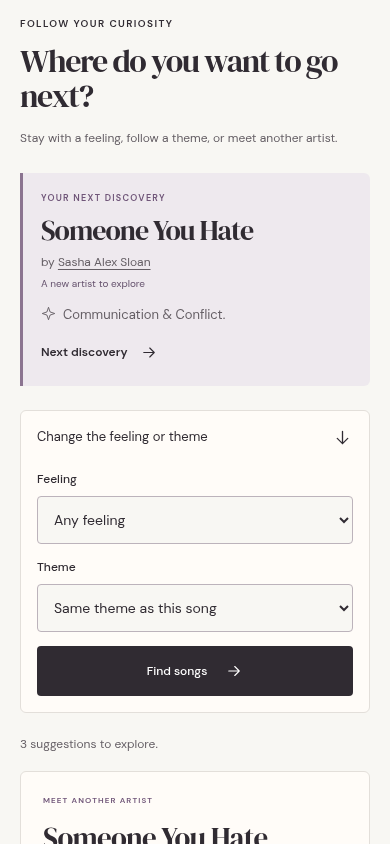 FOLLOW YOUR CURIOSITY
Where do you want to go
next?
Stay with a feeling, follow a theme, or meet another artist.
YOUR NEXT DISCOVERY
Someone You Hate
by Sasha Alex Sloan
A new artist to explore
Communication & Conflict.
Next discovery →
Change the feeling or theme ↓
Feeling
Any feeling
Theme
Same theme as this song
Find songs →
3 suggestions to explore.
MEET ANOTHER ARTIST
Someone You Hate